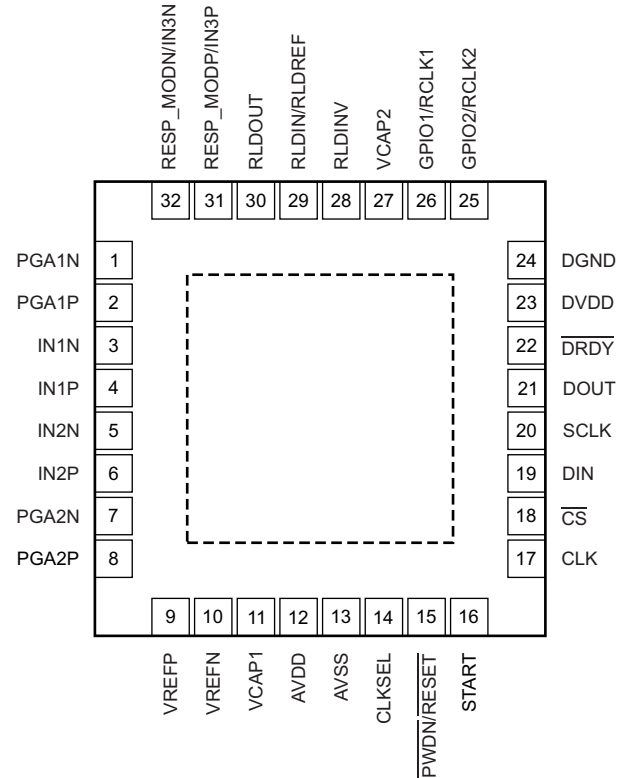 RESP_MODN/IN3N
RESP_MODP/IN3P
RLDOUT
RLDIN/RLDREF
RLDINV
VCAP2
GPIO1/RCLK1
GPIO2/RCLK2
32 31 30 29 28 27 26 25
PGA1N 1
PGA1P 2
IN1N 3
IN1P 4
IN2N 5
IN2P 6
PGA2N 7
PGA2P 8
24 DGND
23 DVDD
22 DRDY
21 DOUT
20 SCLK
19 DIN
18 CS
17 CLK
9 10 11 12 13 14 15 16
VREFP
VREFN
VCAP1
AVDD
AVSS
CLKSEL
PWDN/RESET
START